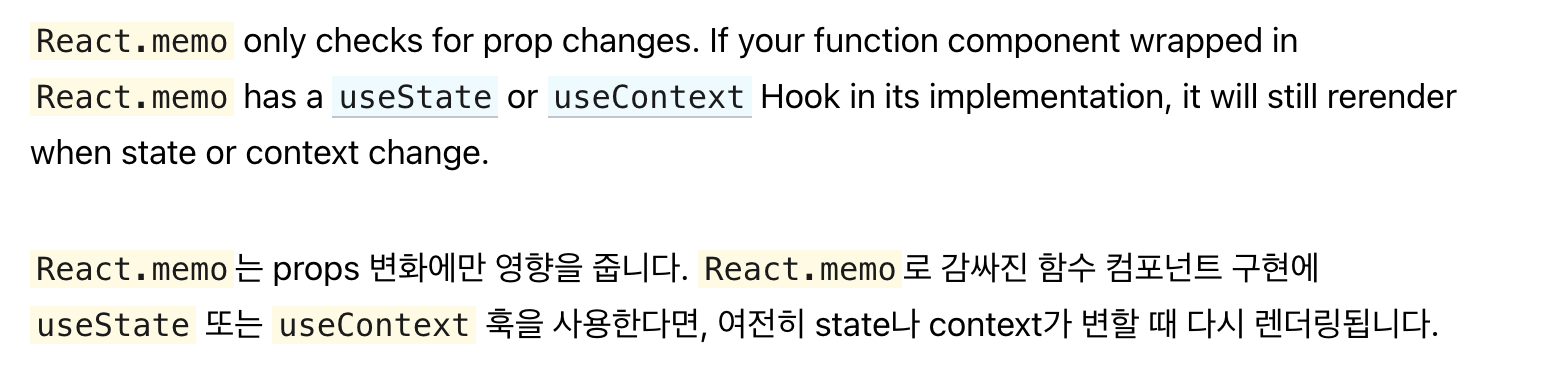 React.memo only checks for prop changes. If your function component wrapped in
React.memo has a useState or useContext Hook in its implementation, it will still rerender
when state or context change.
React.memo는 props 변화에만 영향을 줍니다. React.memo로 감싸진 함수 컴포넌트 구현에
useState 또는 useContext 훅을 사용한다면, 여전히 state나 context가 변할 때 다시 렌더링됩니다.